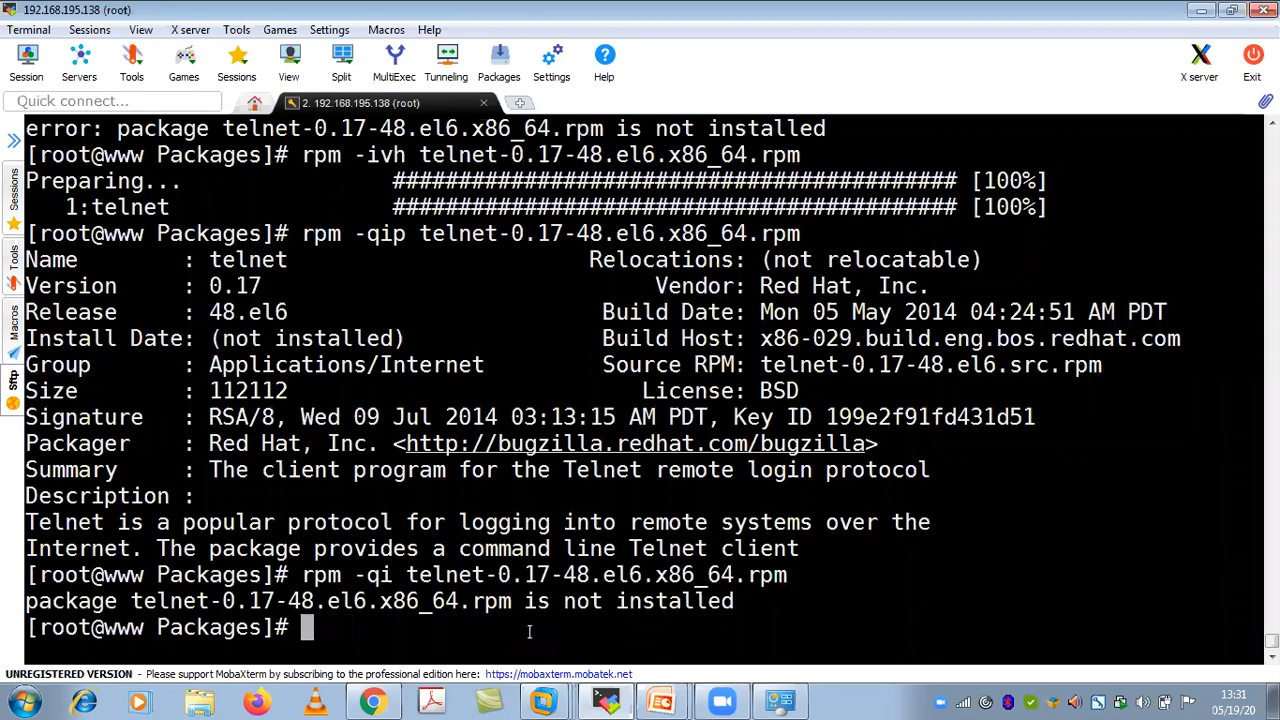 192.168.195.138 (root)
Terminal Sessions View X server Tools Games Settings Macros Help
Session Servers Tools Games Sessions View Split MultiExec Tunneling Packages Settings Help X server Exit
Quick connect... 2. 192.168.195.138 (root)
Sessions
Tools
Macros
Sftp
error: package telnet-0.17-48.el6.x86_64.rpm is not installed
[root@www Packages]# rpm -ivh telnet-0.17-48.el6.x86_64.rpm
Preparing... ########################################### [100%]
1:telnet ########################################### [100%]
[root@www Packages]# rpm -qip telnet-0.17-48.el6.x86_64.rpm
Name : telnet Relocations: (not relocatable)
Version : 0.17 Vendor: Red Hat, Inc.
Release : 48.el6 Build Date: Mon 05 May 2014 04:24:51 AM PDT
Install Date: (not installed) Build Host: x86-029.build.eng.bos.redhat.com
Group : Applications/Internet Source RPM: telnet-0.17-48.el6.src.rpm
Size : 112112 License: BSD
Signature : RSA/8, Wed 09 Jul 2014 03:13:15 AM PDT, Key ID 199e2f91fd431d51
Packager : Red Hat, Inc. <http://bugzilla.redhat.com/bugzilla>
Summary : The client program for the Telnet remote login protocol
Description :
Telnet is a popular protocol for logging into remote systems over the
Internet. The package provides a command line Telnet client
[root@www Packages]# rpm -qi telnet-0.17-48.el6.x86_64.rpm
package telnet-0.17-48.el6.x86_64.rpm is not installed
[root@www Packages]#
UNREGISTERED VERSION - Please support MobaXterm by subscribing to the professional edition here: https://mobaxterm.mobatek.net
13:31
05/19/20